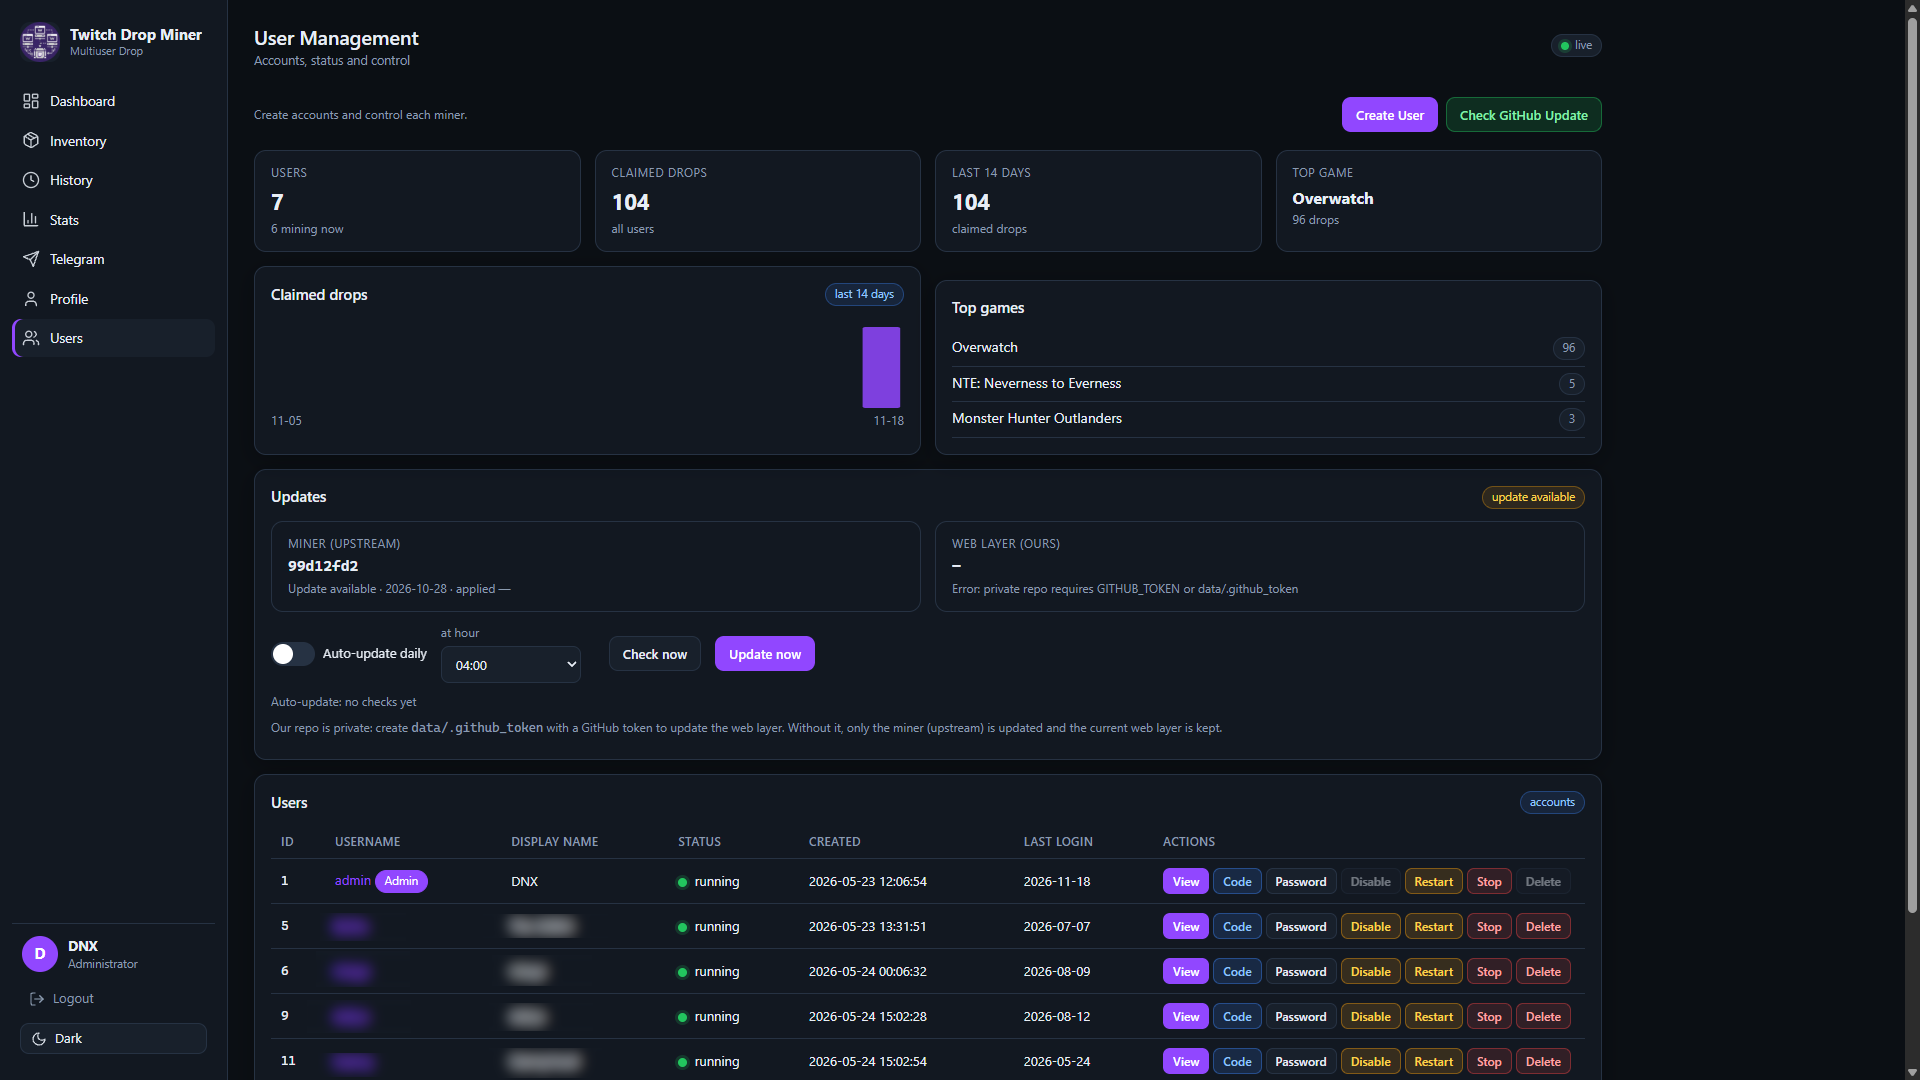 Twitch Drop Miner
Multiuser Drop
Dashboard
Inventory
History
Stats
Telegram
Profile
Users
DNX
D
Administrator
Logout
Dark
User Management
Accounts, status and control
live
Create accounts and control each miner.
Create User
Check GitHub Update
USERS
7
6 mining now
CLAIMED DROPS
104
all users
LAST 14 DAYS
104
claimed drops
TOP GAME
Overwatch
96 drops
Claimed drops
last 14 days
11-05
11-18
Top games
Overwatch 96
NTE: Neverness to Everness 5
Monster Hunter Outlanders 3
Updates
update available
MINER (UPSTREAM)
99d12fd2
Update available · 2026-10-28 · applied —
WEB LAYER (OURS)
–
Error: private repo requires GITHUB_TOKEN or data/.github_token
Auto-update daily
at hour
04:00
Check now
Update now
Auto-update: no checks yet
Our repo is private: create data/.github_token with a GitHub token to update the web layer. Without it, only the miner (upstream) is updated and the current web layer is kept.
Users
accounts
ID USERNAME DISPLAY NAME STATUS CREATED LAST LOGIN ACTIONS
1 admin Admin DNX running 2026-05-23 12:06:54 2026-11-18 View Code Password Disable Restart Stop Delete
5 running 2026-05-23 13:31:51 2026-07-07 View Code Password Disable Restart Stop Delete
6 running 2026-05-24 00:06:32 2026-08-09 View Code Password Disable Restart Stop Delete
9 running 2026-05-24 15:02:28 2026-08-12 View Code Password Disable Restart Stop Delete
11 running 2026-05-24 15:02:54 2026-05-24 View Code Password Disable Restart Stop Delete